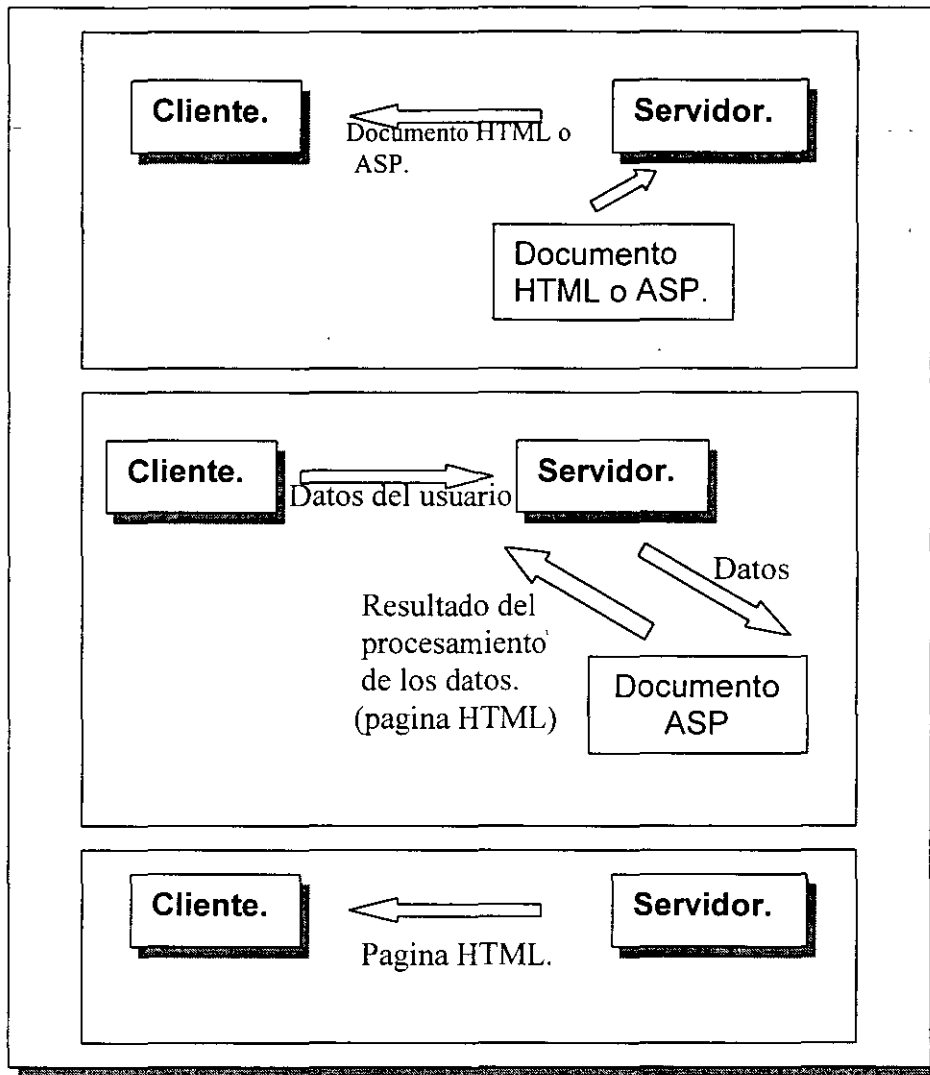 Cliente.
Servidor.
Documento HTML o
ASP.
Documento
HTML o ASP.
Cliente.
Servidor.
Datos del usuario
Datos
Resultado del
procesamiento
de los datos.
(pagina HTML)
Documento
ASP
Cliente.
Servidor.
Pagina HTML.